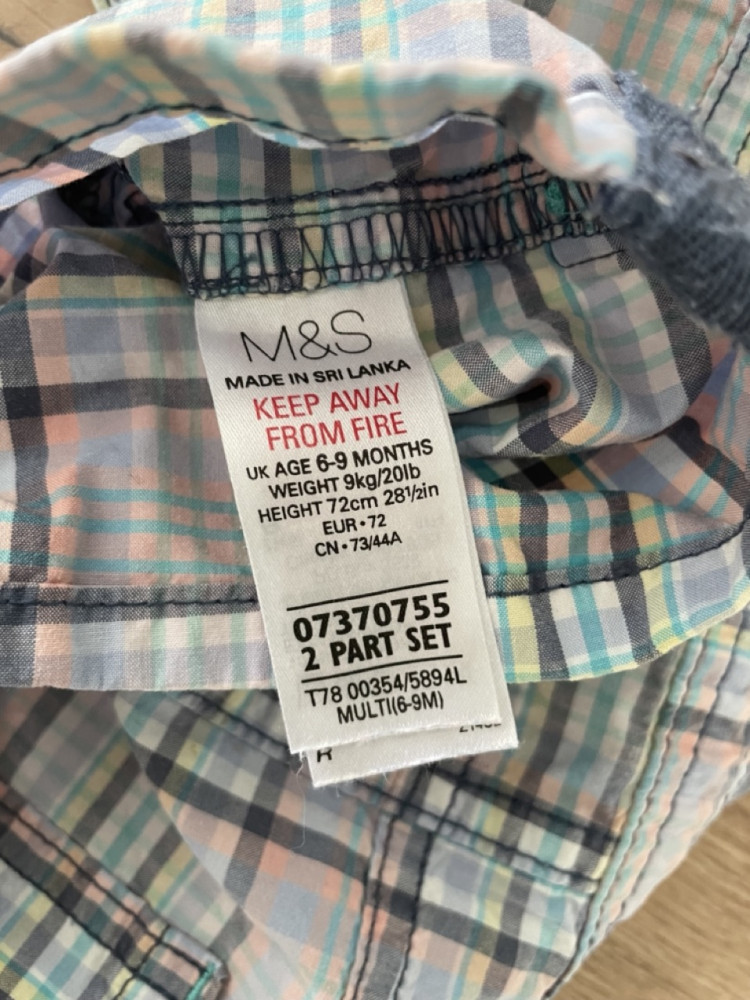 M&S
MADE IN SRI LANKA
KEEP AWAY
FROM FIRE
UK AGE 6-9 MONTHS
WEIGHT 9kg/20lb
HEIGHT 72cm 28½in
EUR•72
CN•73/44A
07370755
2 PART SET
T78 00354/5894L
MULTI(6-9M)
R